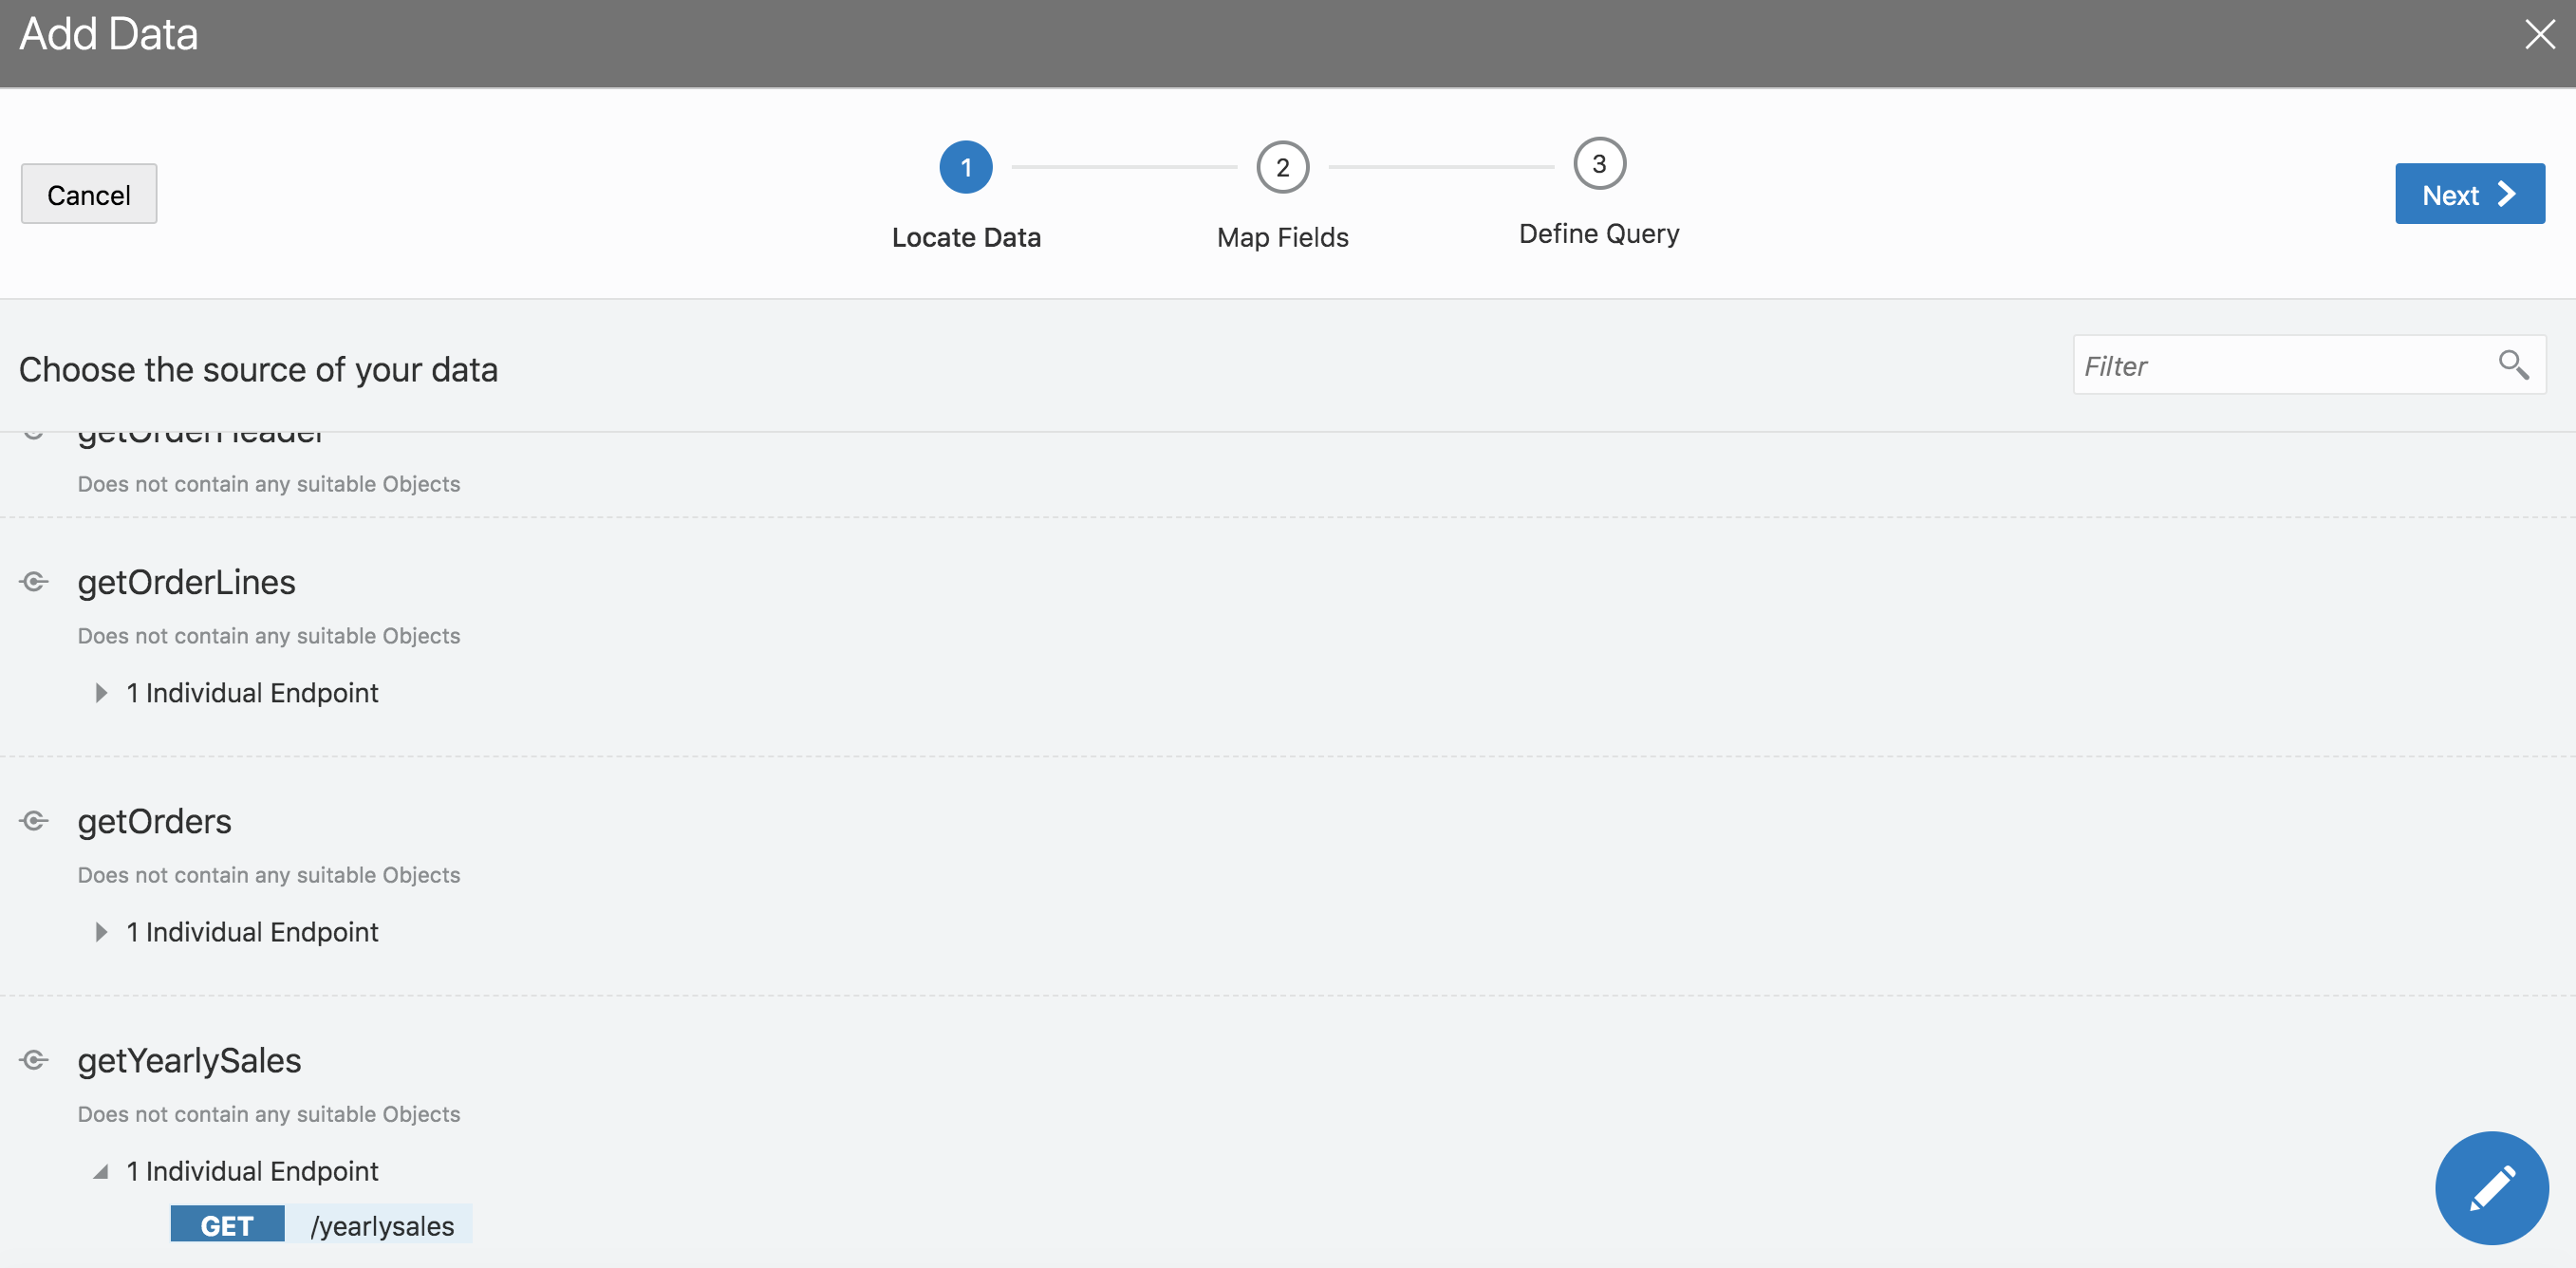 Add Data
Cancel
1
2
3
Next
Locate Data
Map Fields
Define Query
Choose the source of your data
Filter
getOrderHeader
Does not contain any suitable Objects
getOrderLines
Does not contain any suitable Objects
1 Individual Endpoint
getOrders
Does not contain any suitable Objects
1 Individual Endpoint
getYearlySales
Does not contain any suitable Objects
1 Individual Endpoint
GET /yearlysales